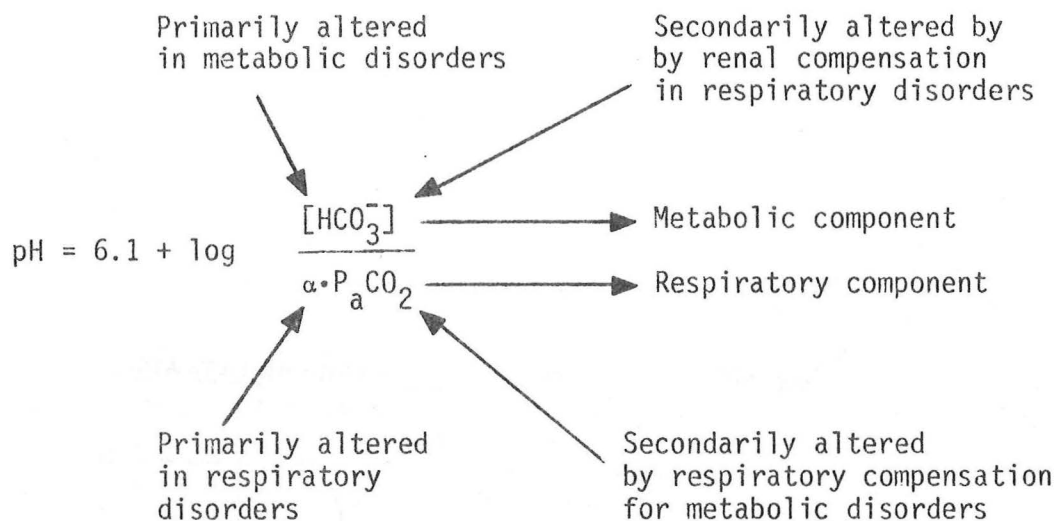 Primarily altered
in metabolic disorders
Secondarily altered by
by renal compensation
in respiratory disorders
pH = 6.1 + log
[HCO₃⁻]
α·PₐCO₂
Metabolic component
Respiratory component
Primarily altered
in respiratory
disorders
Secondarily altered
by respiratory compensation
for metabolic disorders